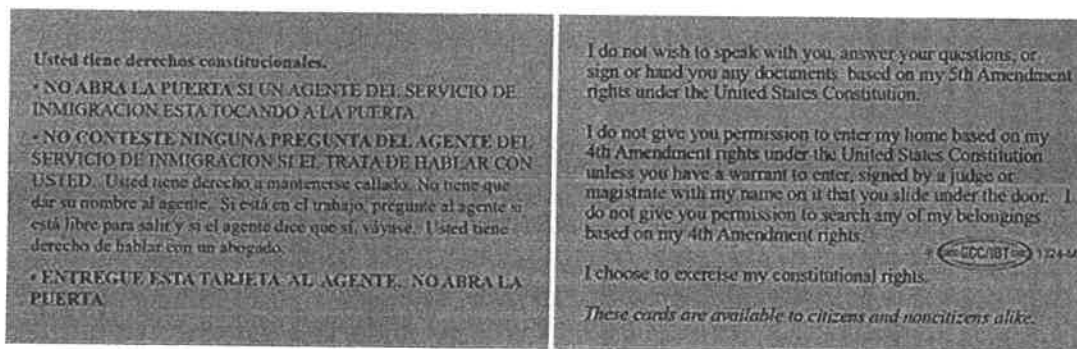 Usted tiene derechos constitucionales.
• NO ABRA LA PUERTA SI UN AGENTE DEL SERVICIO DE
INMIGRACION ESTA TOCANDO A LA PUERTA
• NO CONTESTE NINGUNA PREGUNTA DEL AGENTE DEL
SERVICIO DE INMIGRACION SI EL TRATA DE HABLAR CON
USTED. Usted tiene derecho a mantenerse callado. No tiene que
dar su nombre al agente. Si está en el trabajo, pregunte al agente si
está libre para salir y si el agente dice que sí, váyase. Usted tiene
derecho de hablar con un abogado.
• ENTREGUE ESTA TARJETA AL AGENTE. NO ABRA LA
PUERTA
I do not wish to speak with you, answer your questions, or
sign or hand you any documents based on my 5th Amendment
rights under the United States Constitution.
I do not give you permission to enter my home based on my
4th Amendment rights under the United States Constitution
unless you have a warrant to enter, signed by a judge or
magistrate with my name on it that you slide under the door. I
do not give you permission to search any of my belongings
based on my 4th Amendment rights.
GCC/IBT
I choose to exercise my constitutional rights.
These cards are available to citizens and noncitizens alike.